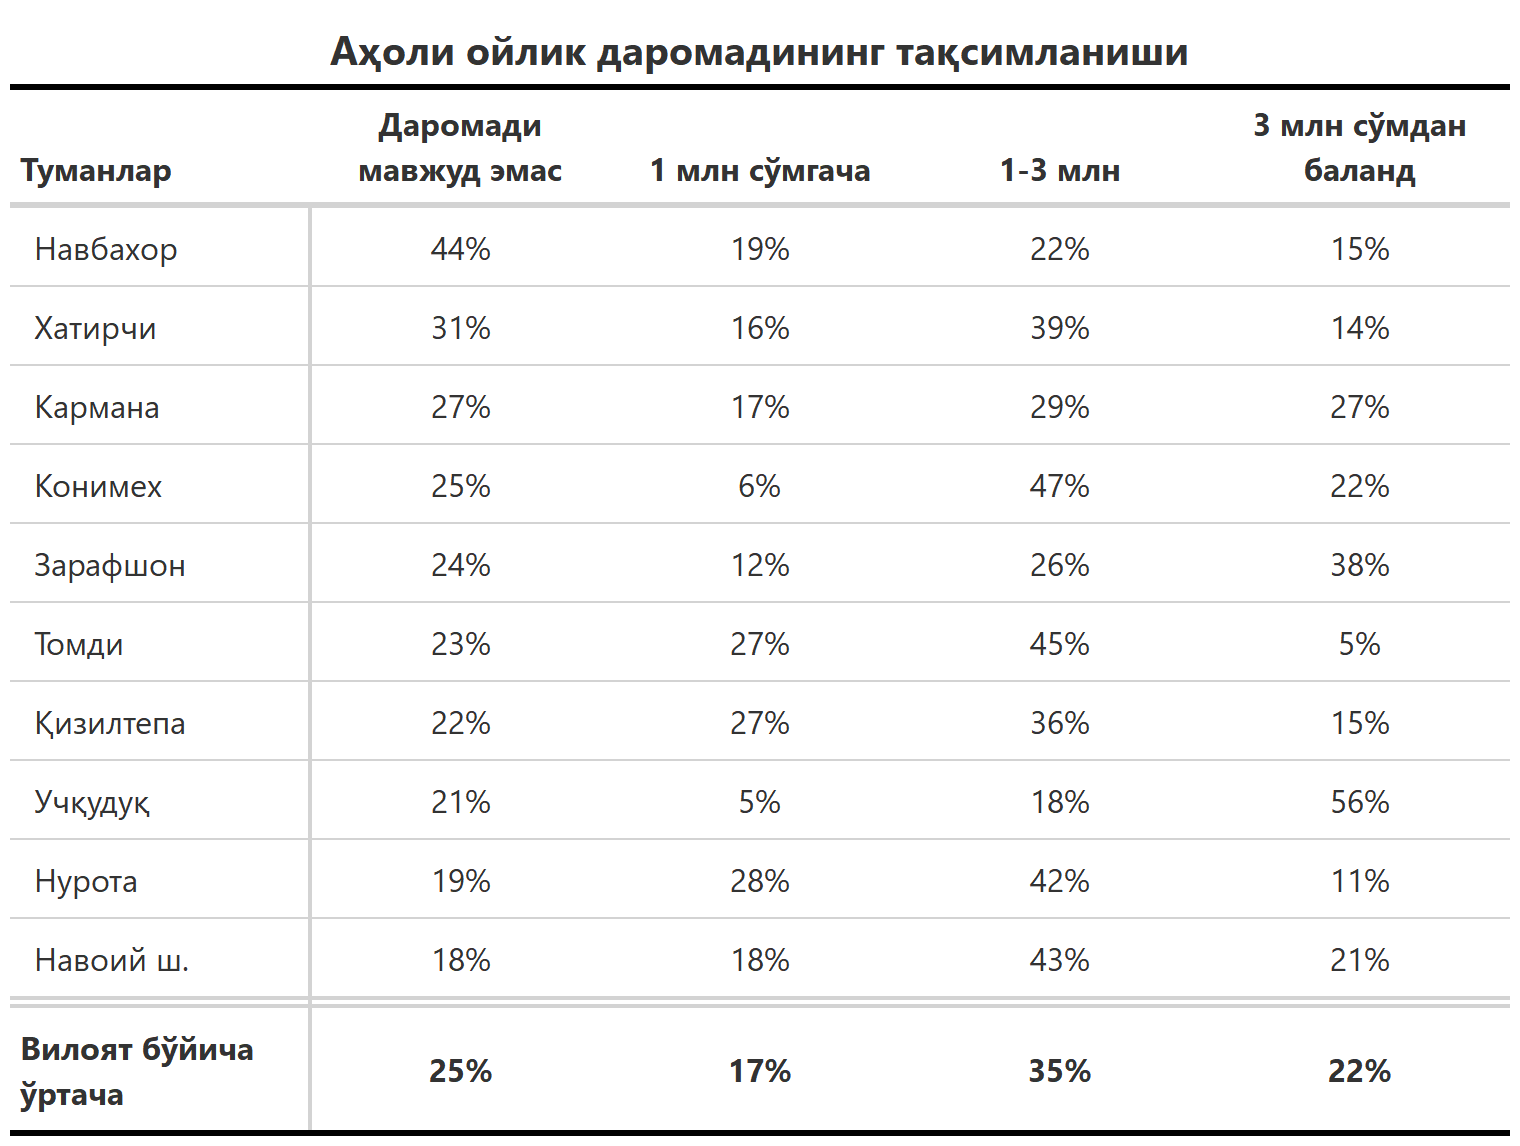 Аҳоли ойлик даромадининг тақсимланиши
Туманлар Даромади мавжуд эмас 1 млн сўмгача 1-3 млн 3 млн сўмдан баланд
Навбахор 44% 19% 22% 15%
Хатирчи 31% 16% 39% 14%
Кармана 27% 17% 29% 27%
Конимех 25% 6% 47% 22%
Зарафшон 24% 12% 26% 38%
Томди 23% 27% 45% 5%
Қизилтепа 22% 27% 36% 15%
Учқудуқ 21% 5% 18% 56%
Нурота 19% 28% 42% 11%
Навоий ш. 18% 18% 43% 21%
Вилоят бўйича ўртача 25% 17% 35% 22%